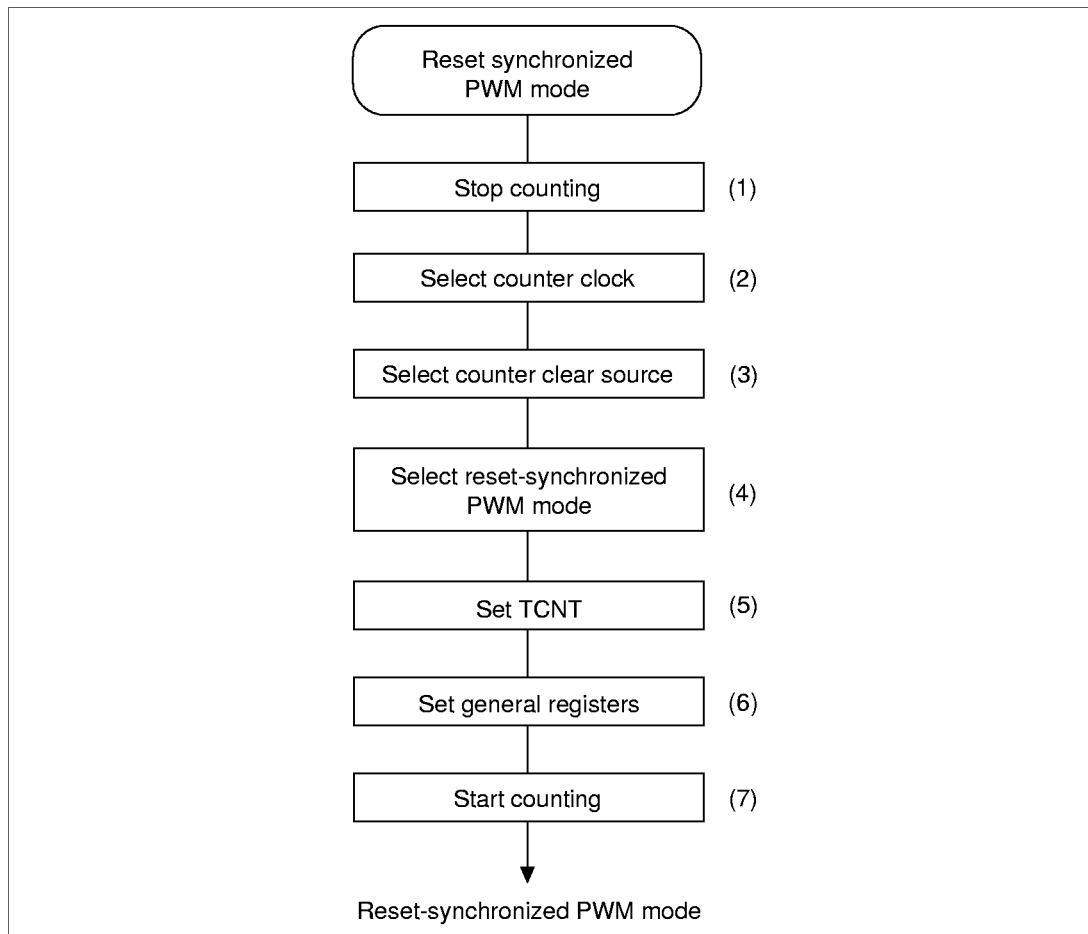 Reset synchronized
PWM mode
Stop counting (1)
Select counter clock (2)
Select counter clear source (3)
Select reset-synchronized
PWM mode (4)
Set TCNT (5)
Set general registers (6)
Start counting (7)
Reset-synchronized PWM mode